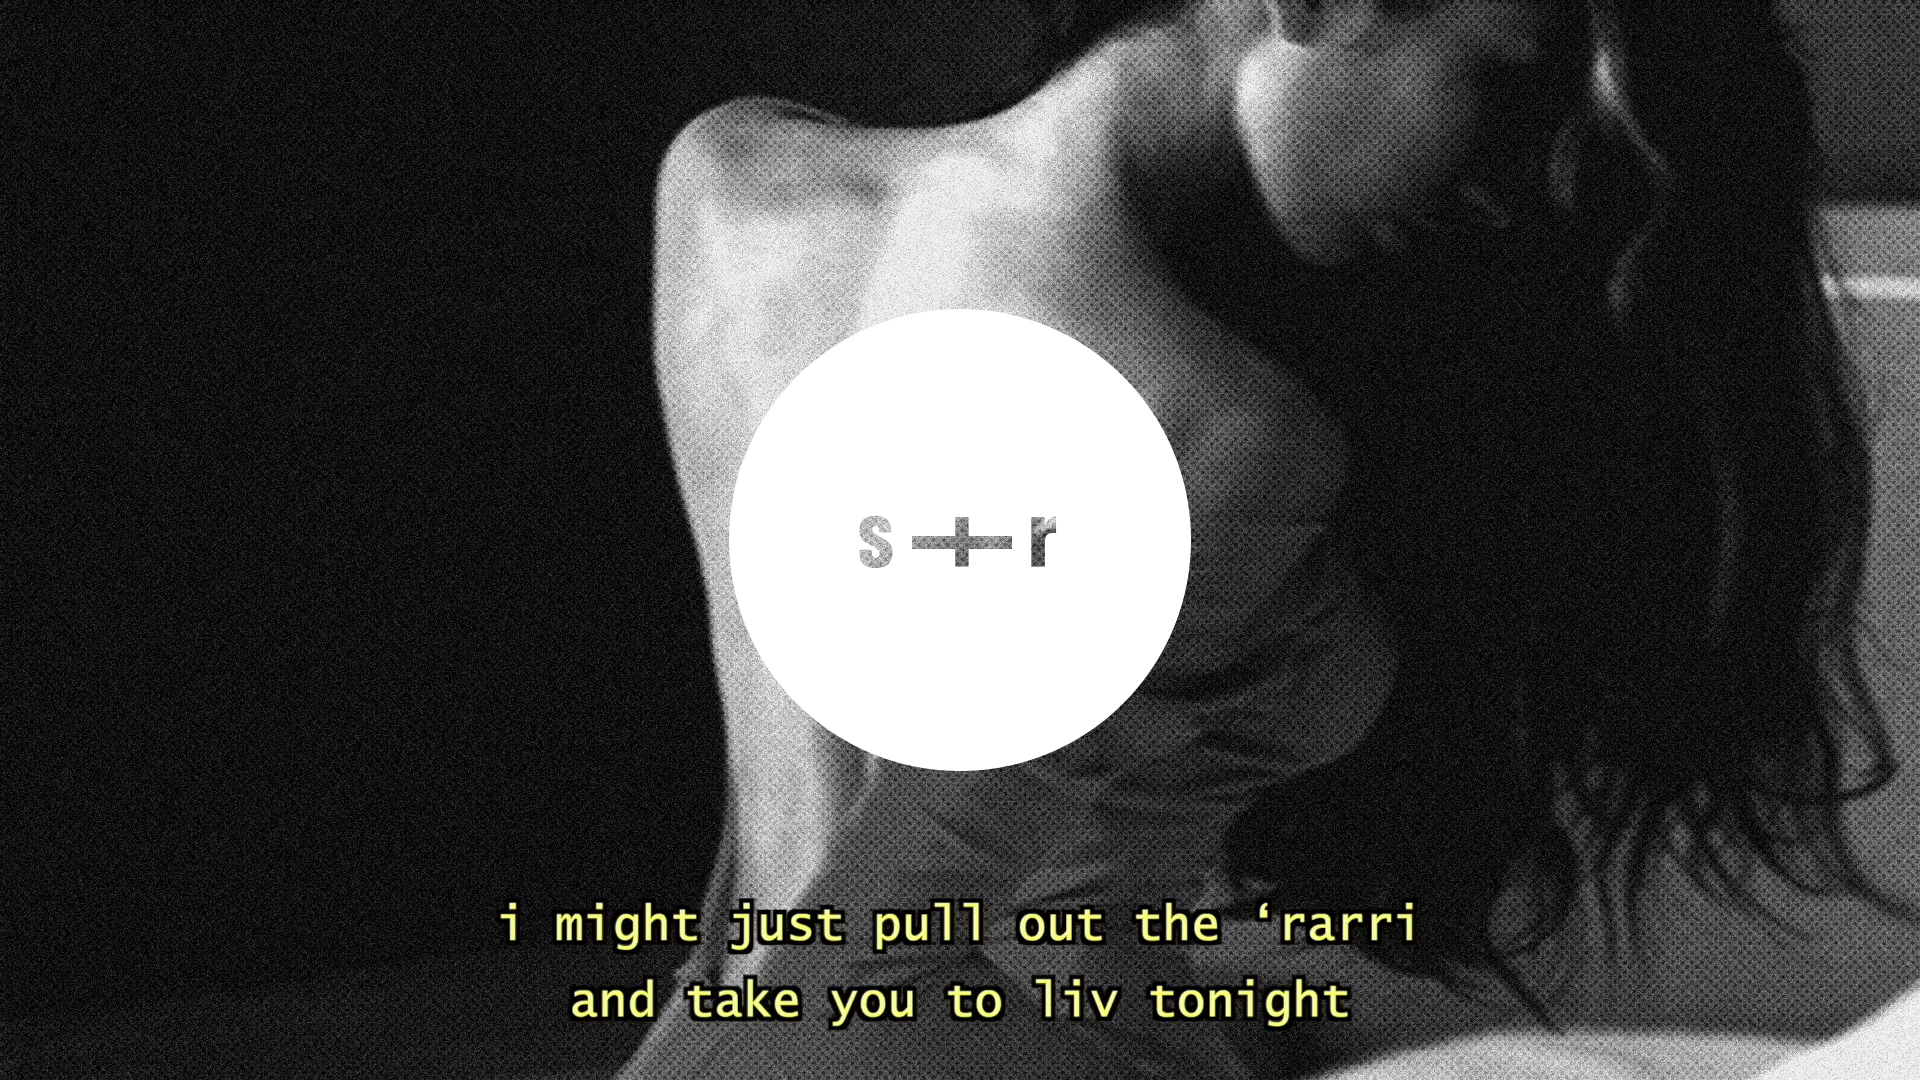 s+r
i might just pull out the ‘rarri
and take you to liv tonight